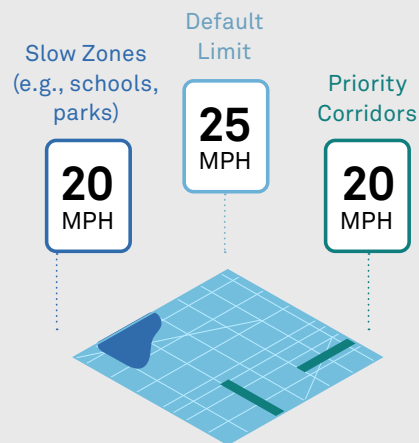 Slow Zones
(e.g., schools,
parks)
20
MPH
Default
Limit
25
MPH
Priority
Corridors
20
MPH